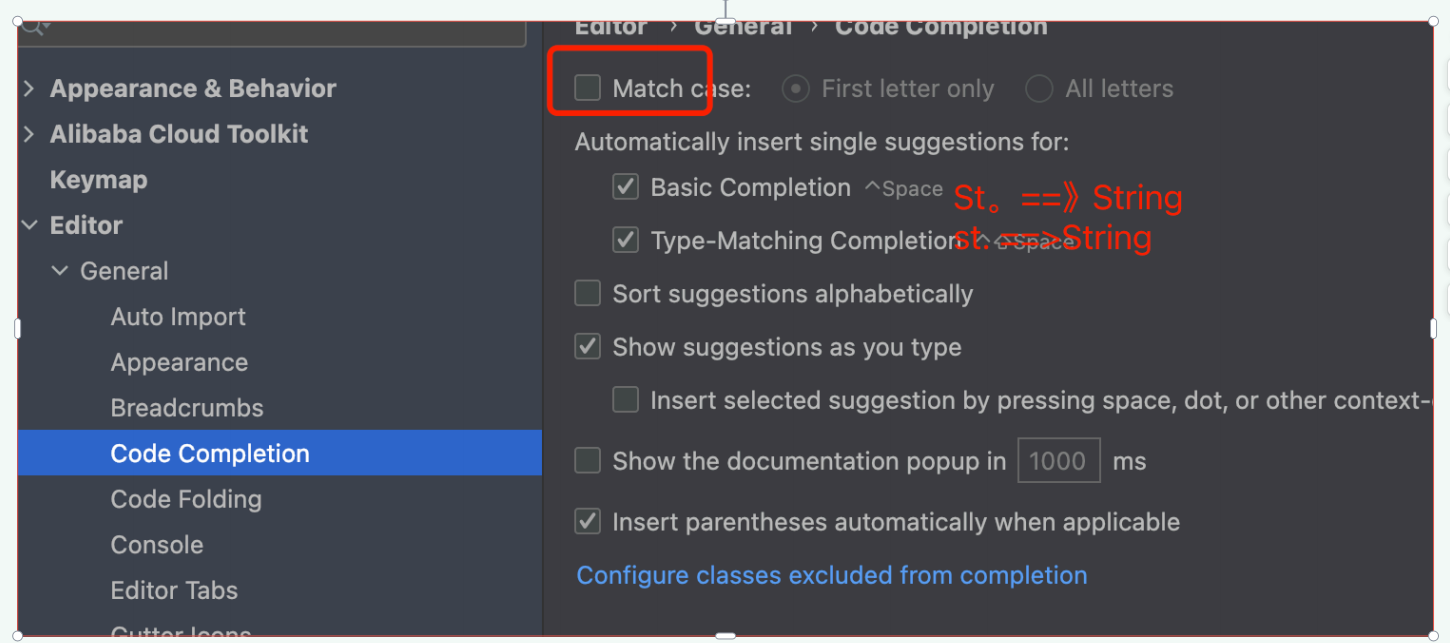 Editor › General › Code Completion
Appearance & Behavior
Alibaba Cloud Toolkit
Keymap
Editor
General
Auto Import
Appearance
Breadcrumbs
Code Completion
Code Folding
Console
Editor Tabs
Gutter Icons
Match case: First letter only All letters
Automatically insert single suggestions for:
Basic Completion ^Space
St。==》String
Type-Matching Completion ^⇧Space
st. ==>String
Sort suggestions alphabetically
Show suggestions as you type
Insert selected suggestion by pressing space, dot, or other context-
Show the documentation popup in 1000 ms
Insert parentheses automatically when applicable
Configure classes excluded from completion